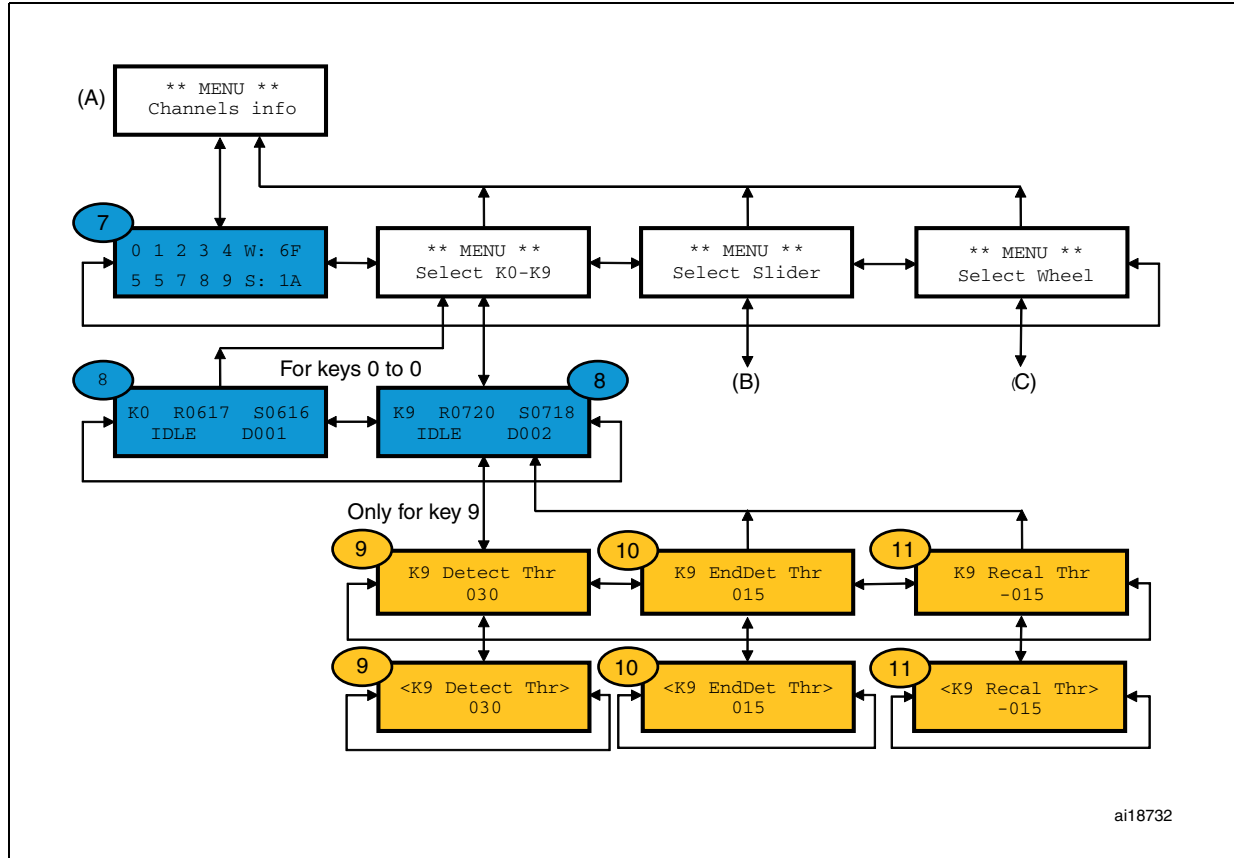 (A)
** MENU **
Channels info
7
0 1 2 3 4 W: 6F
5 5 7 8 9 S: 1A
** MENU **
Select K0-K9
** MENU **
Select Slider
** MENU **
Select Wheel
For keys 0 to 0
(B)
(C)
8
K0 R0617 S0616
IDLE D001
8
K9 R0720 S0718
IDLE D002
Only for key 9
9
K9 Detect Thr
030
10
K9 EndDet Thr
015
11
K9 Recal Thr
-015
9
<K9 Detect Thr>
030
10
<K9 EndDet Thr>
015
11
<K9 Recal Thr>
-015
ai18732